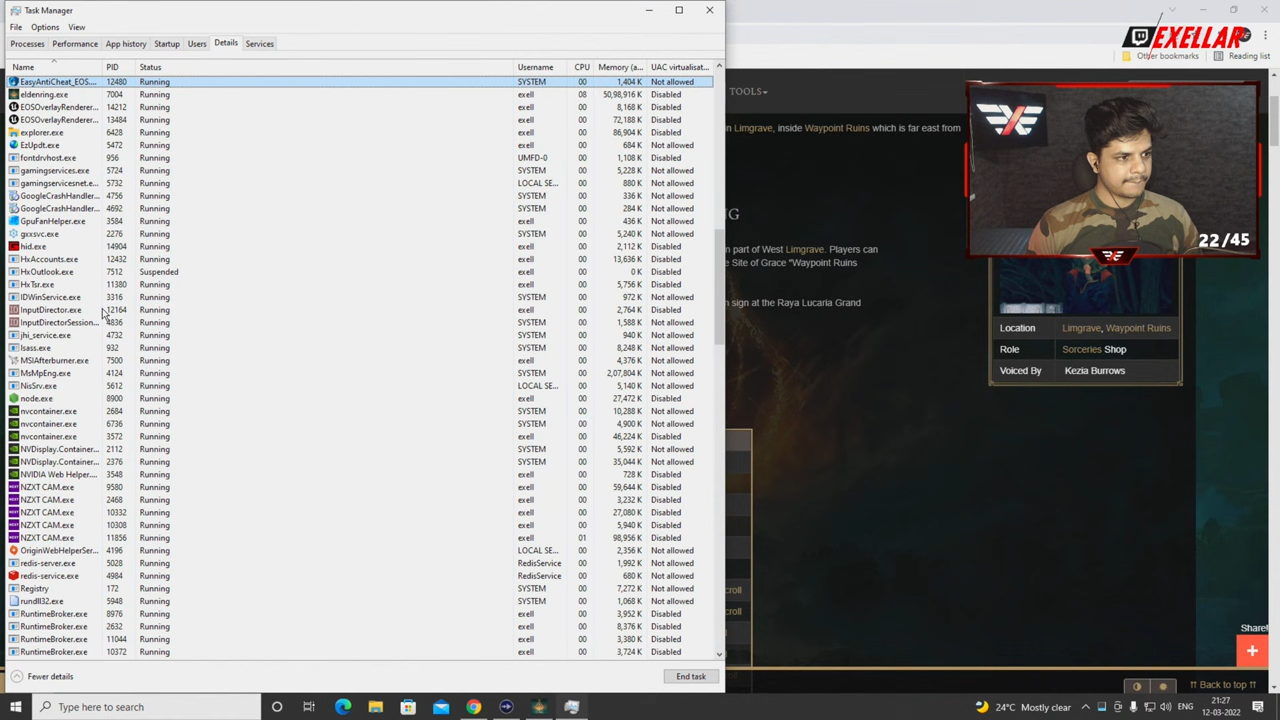 Task Manager
File Options View
Processes Performance App history Startup Users Details Services
Name PID Status Username CPU Memory (a... UAC virtualisat...
EasyAntiCheat_EOS.... 12480 Running SYSTEM 00 1,404 K Not allowed
eldenring.exe 7004 Running exell 08 50,98,916 K Disabled
EOSOverlayRenderer... 14212 Running exell 00 8,168 K Disabled
EOSOverlayRenderer... 13484 Running exell 00 72,188 K Disabled
explorer.exe 6428 Running exell 00 86,904 K Disabled
EzUpdt.exe 5472 Running exell 00 684 K Not allowed
fontdrvhost.exe 956 Running UMFD-0 00 1,108 K Disabled
gamingservices.exe 5724 Running SYSTEM 00 5,228 K Not allowed
gamingservicesnet.e... 5732 Running LOCAL SE... 00 880 K Not allowed
GoogleCrashHandler... 4756 Running SYSTEM 00 336 K Not allowed
GoogleCrashHandler... 4692 Running SYSTEM 00 284 K Not allowed
GpuFanHelper.exe 3584 Running exell 00 436 K Not allowed
gxxsvc.exe 2276 Running SYSTEM 00 5,240 K Not allowed
hid.exe 14904 Running exell 00 2,112 K Disabled
HxAccounts.exe 12432 Running exell 00 13,636 K Disabled
HxOutlook.exe 7512 Suspended exell 00 0 K Disabled
HxTsr.exe 11380 Running exell 00 5,756 K Disabled
IDWinService.exe 3316 Running SYSTEM 00 972 K Not allowed
InputDirector.exe 12164 Running exell 00 2,764 K Disabled
InputDirectorSession... 4836 Running SYSTEM 00 1,588 K Not allowed
jhi_service.exe 4732 Running SYSTEM 00 940 K Not allowed
lsass.exe 932 Running SYSTEM 00 8,248 K Not allowed
MSIAfterburner.exe 7500 Running exell 00 4,376 K Not allowed
MsMpEng.exe 4124 Running SYSTEM 00 2,07,804 K Not allowed
NisSrv.exe 5612 Running LOCAL SE... 00 5,140 K Not allowed
node.exe 8900 Running exell 00 27,472 K Disabled
nvcontainer.exe 2684 Running SYSTEM 00 10,288 K Not allowed
nvcontainer.exe 6736 Running SYSTEM 00 4,900 K Not allowed
nvcontainer.exe 3572 Running exell 00 46,224 K Disabled
NVDisplay.Container... 2112 Running SYSTEM 00 5,592 K Not allowed
NVDisplay.Container... 2376 Running SYSTEM 00 35,044 K Not allowed
NVIDIA Web Helper.... 3548 Running exell 00 728 K Disabled
NZXT CAM.exe 9580 Running exell 00 59,644 K Disabled
NZXT CAM.exe 2468 Running exell 00 3,232 K Disabled
NZXT CAM.exe 10332 Running exell 00 27,080 K Disabled
NZXT CAM.exe 10308 Running exell 00 5,940 K Disabled
NZXT CAM.exe 11856 Running exell 01 98,956 K Disabled
OriginWebHelperSer... 4196 Running LOCAL SE... 00 2,356 K Not allowed
redis-server.exe 5028 Running RedisService 00 1,992 K Not allowed
redis-service.exe 4984 Running RedisService 00 680 K Not allowed
Registry 172 Running SYSTEM 00 7,272 K Not allowed
rundll32.exe 5948 Running SYSTEM 00 1,068 K Not allowed
RuntimeBroker.exe 8976 Running exell 00 3,952 K Disabled
RuntimeBroker.exe 2632 Running exell 00 8,376 K Disabled
RuntimeBroker.exe 11044 Running exell 00 3,380 K Disabled
RuntimeBroker.exe 10372 Running exell 00 3,724 K Disabled
Fewer details End task
EXELLAR
Other bookmarks Reading list
TOOLS
in Limgrave, inside Waypoint Ruins which is far east from
22/45
G
n part of West Limgrave. Players can
e Site of Grace "Waypoint Ruins
n sign at the Raya Lucaria Grand
Location Limgrave, Waypoint Ruins
Role Sorceries Shop
Voiced By Kezia Burrows
croll
croll
Share!
+
Back to top
Type here to search
24°C Mostly clear ENG 21:27
12-03-2022